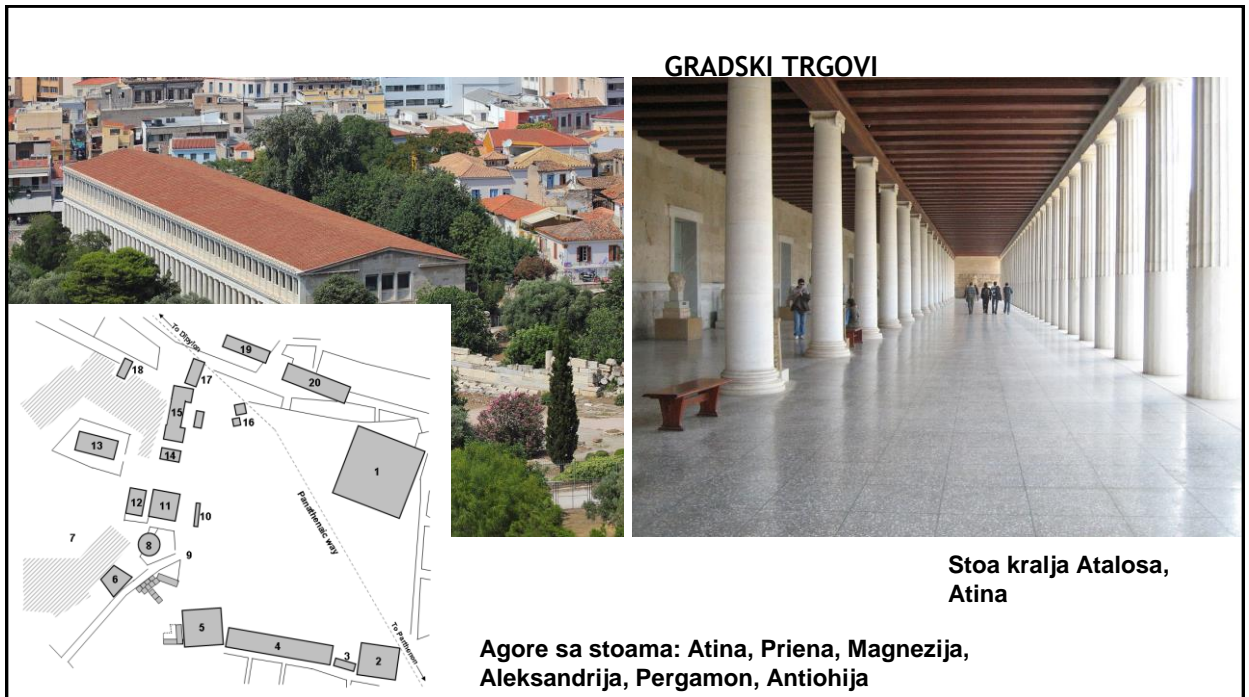 GRADSKI TRGOVI
To Dipylon
19
18
17
20
15
16
13
14
1
12
11
10
Panathenaic way
7
8
9
6
To Parthenon
5
4
3
2
Stoa kralja Atalosa,
Atina
Agore sa stoama: Atina, Priena, Magnezija,
Aleksandrija, Pergamon, Antiohija